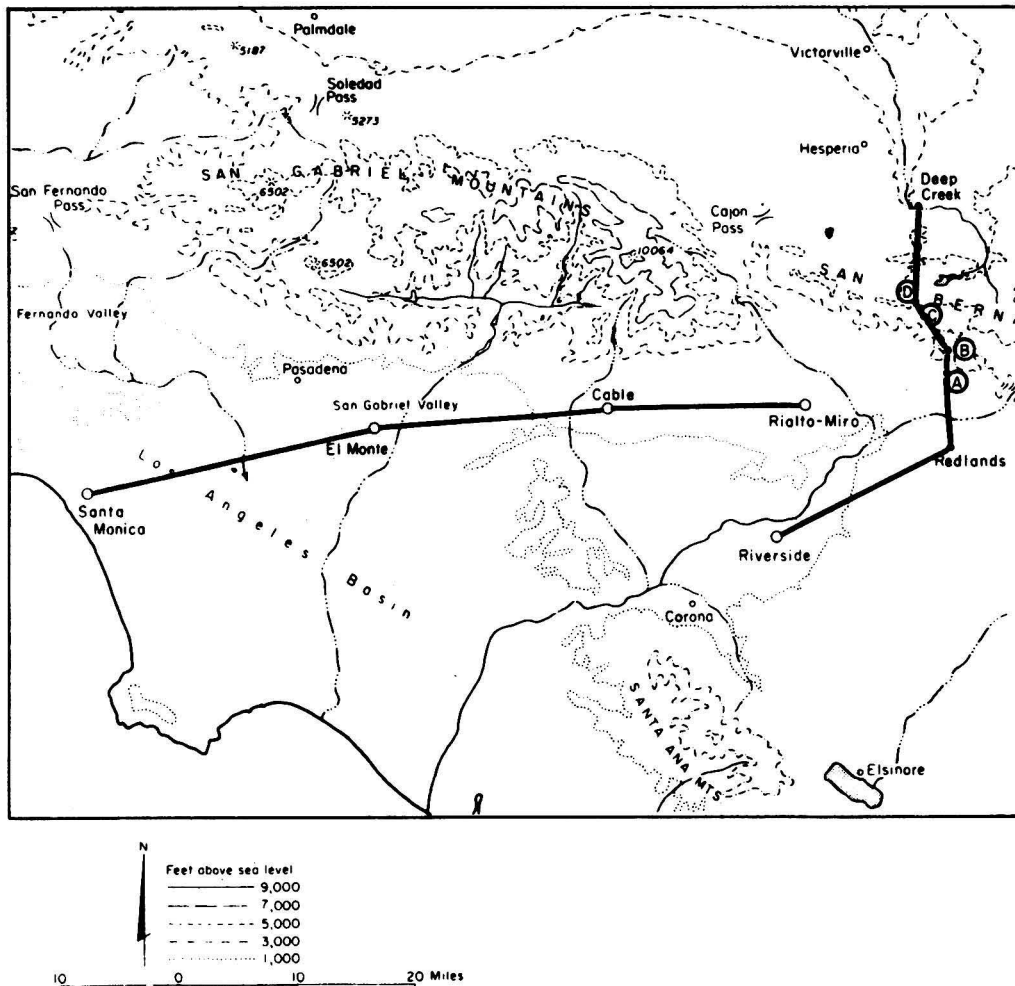 Palmdale
5187
Victorville
Soledad
Pass
5273
Hesperia
SAN GABRIEL MOUNTAINS
6502
Deep
Creek
San Fernando
Pass
Cajon
Pass
10064
6502
SAN BERNA
D
C
Fernando Valley
B
Pasadena
A
San Gabriel Valley
Cable
Rialto-Miro
El Monte
Redlands
Santa
Monica
Los Angeles Basin
Riverside
Corona
SANTA ANA MTS
Elsinore
N
Feet above sea level
9,000
7,000
5,000
3,000
1,000
10 0 10 20 Miles